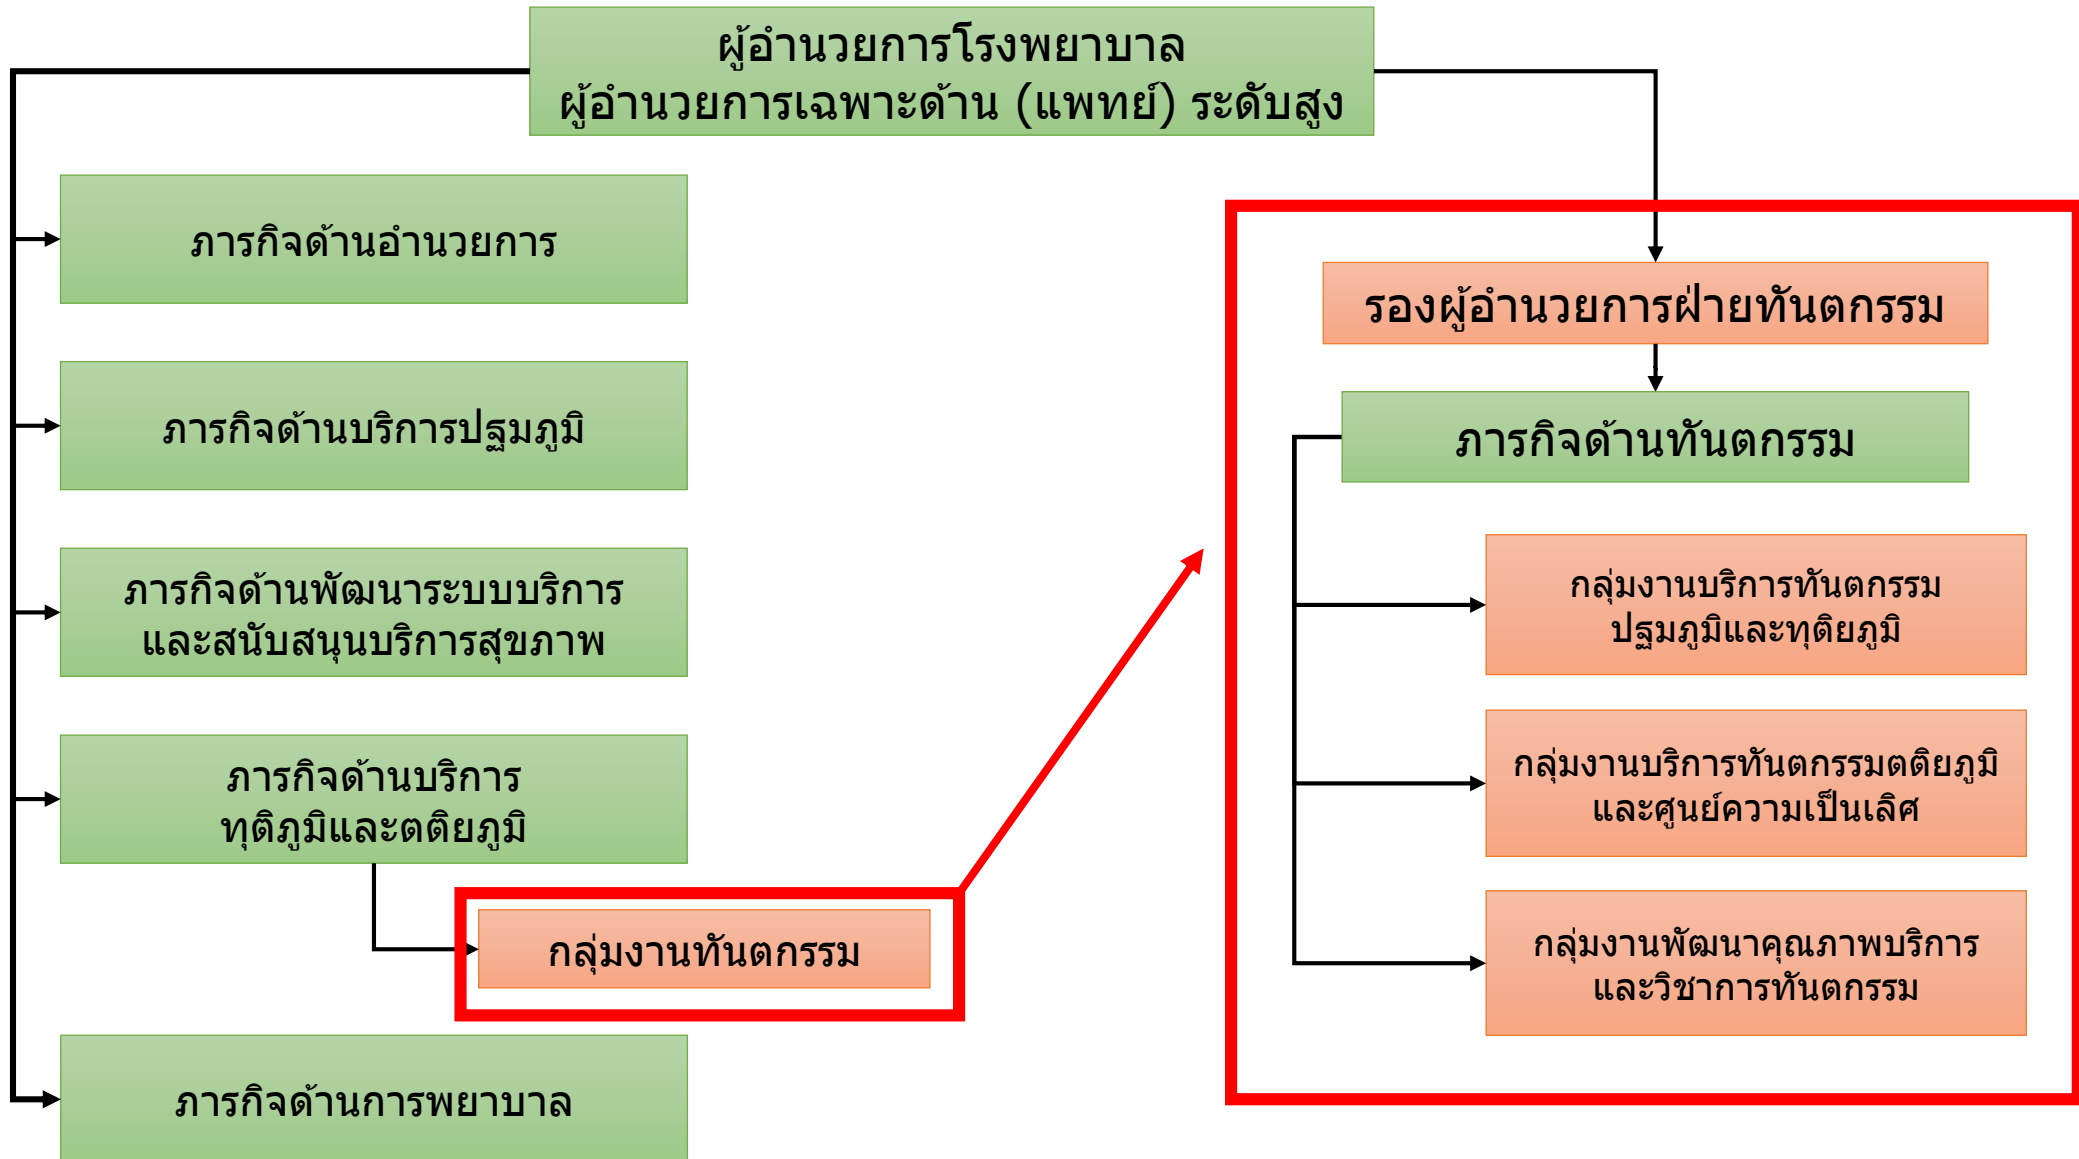 ผู้อำนวยการโรงพยาบาล
ผู้อำนวยการเฉพาะด้าน (แพทย์) ระดับสูง
ภารกิจด้านอำนวยการ
ภารกิจด้านบริการปฐมภูมิ
ภารกิจด้านพัฒนาระบบบริการ
และสนับสนุนบริการสุขภาพ
ภารกิจด้านบริการ
ทุติภูมิและตติยภูมิ
กลุ่มงานทันตกรรม
ภารกิจด้านการพยาบาล
รองผู้อำนวยการฝ่ายทันตกรรม
ภารกิจด้านทันตกรรม
กลุ่มงานบริการทันตกรรม
ปฐมภูมิและทุติยภูมิ
กลุ่มงานบริการทันตกรรมตติยภูมิ
และศูนย์ความเป็นเลิศ
กลุ่มงานพัฒนาคุณภาพบริการ
และวิชาการทันตกรรม